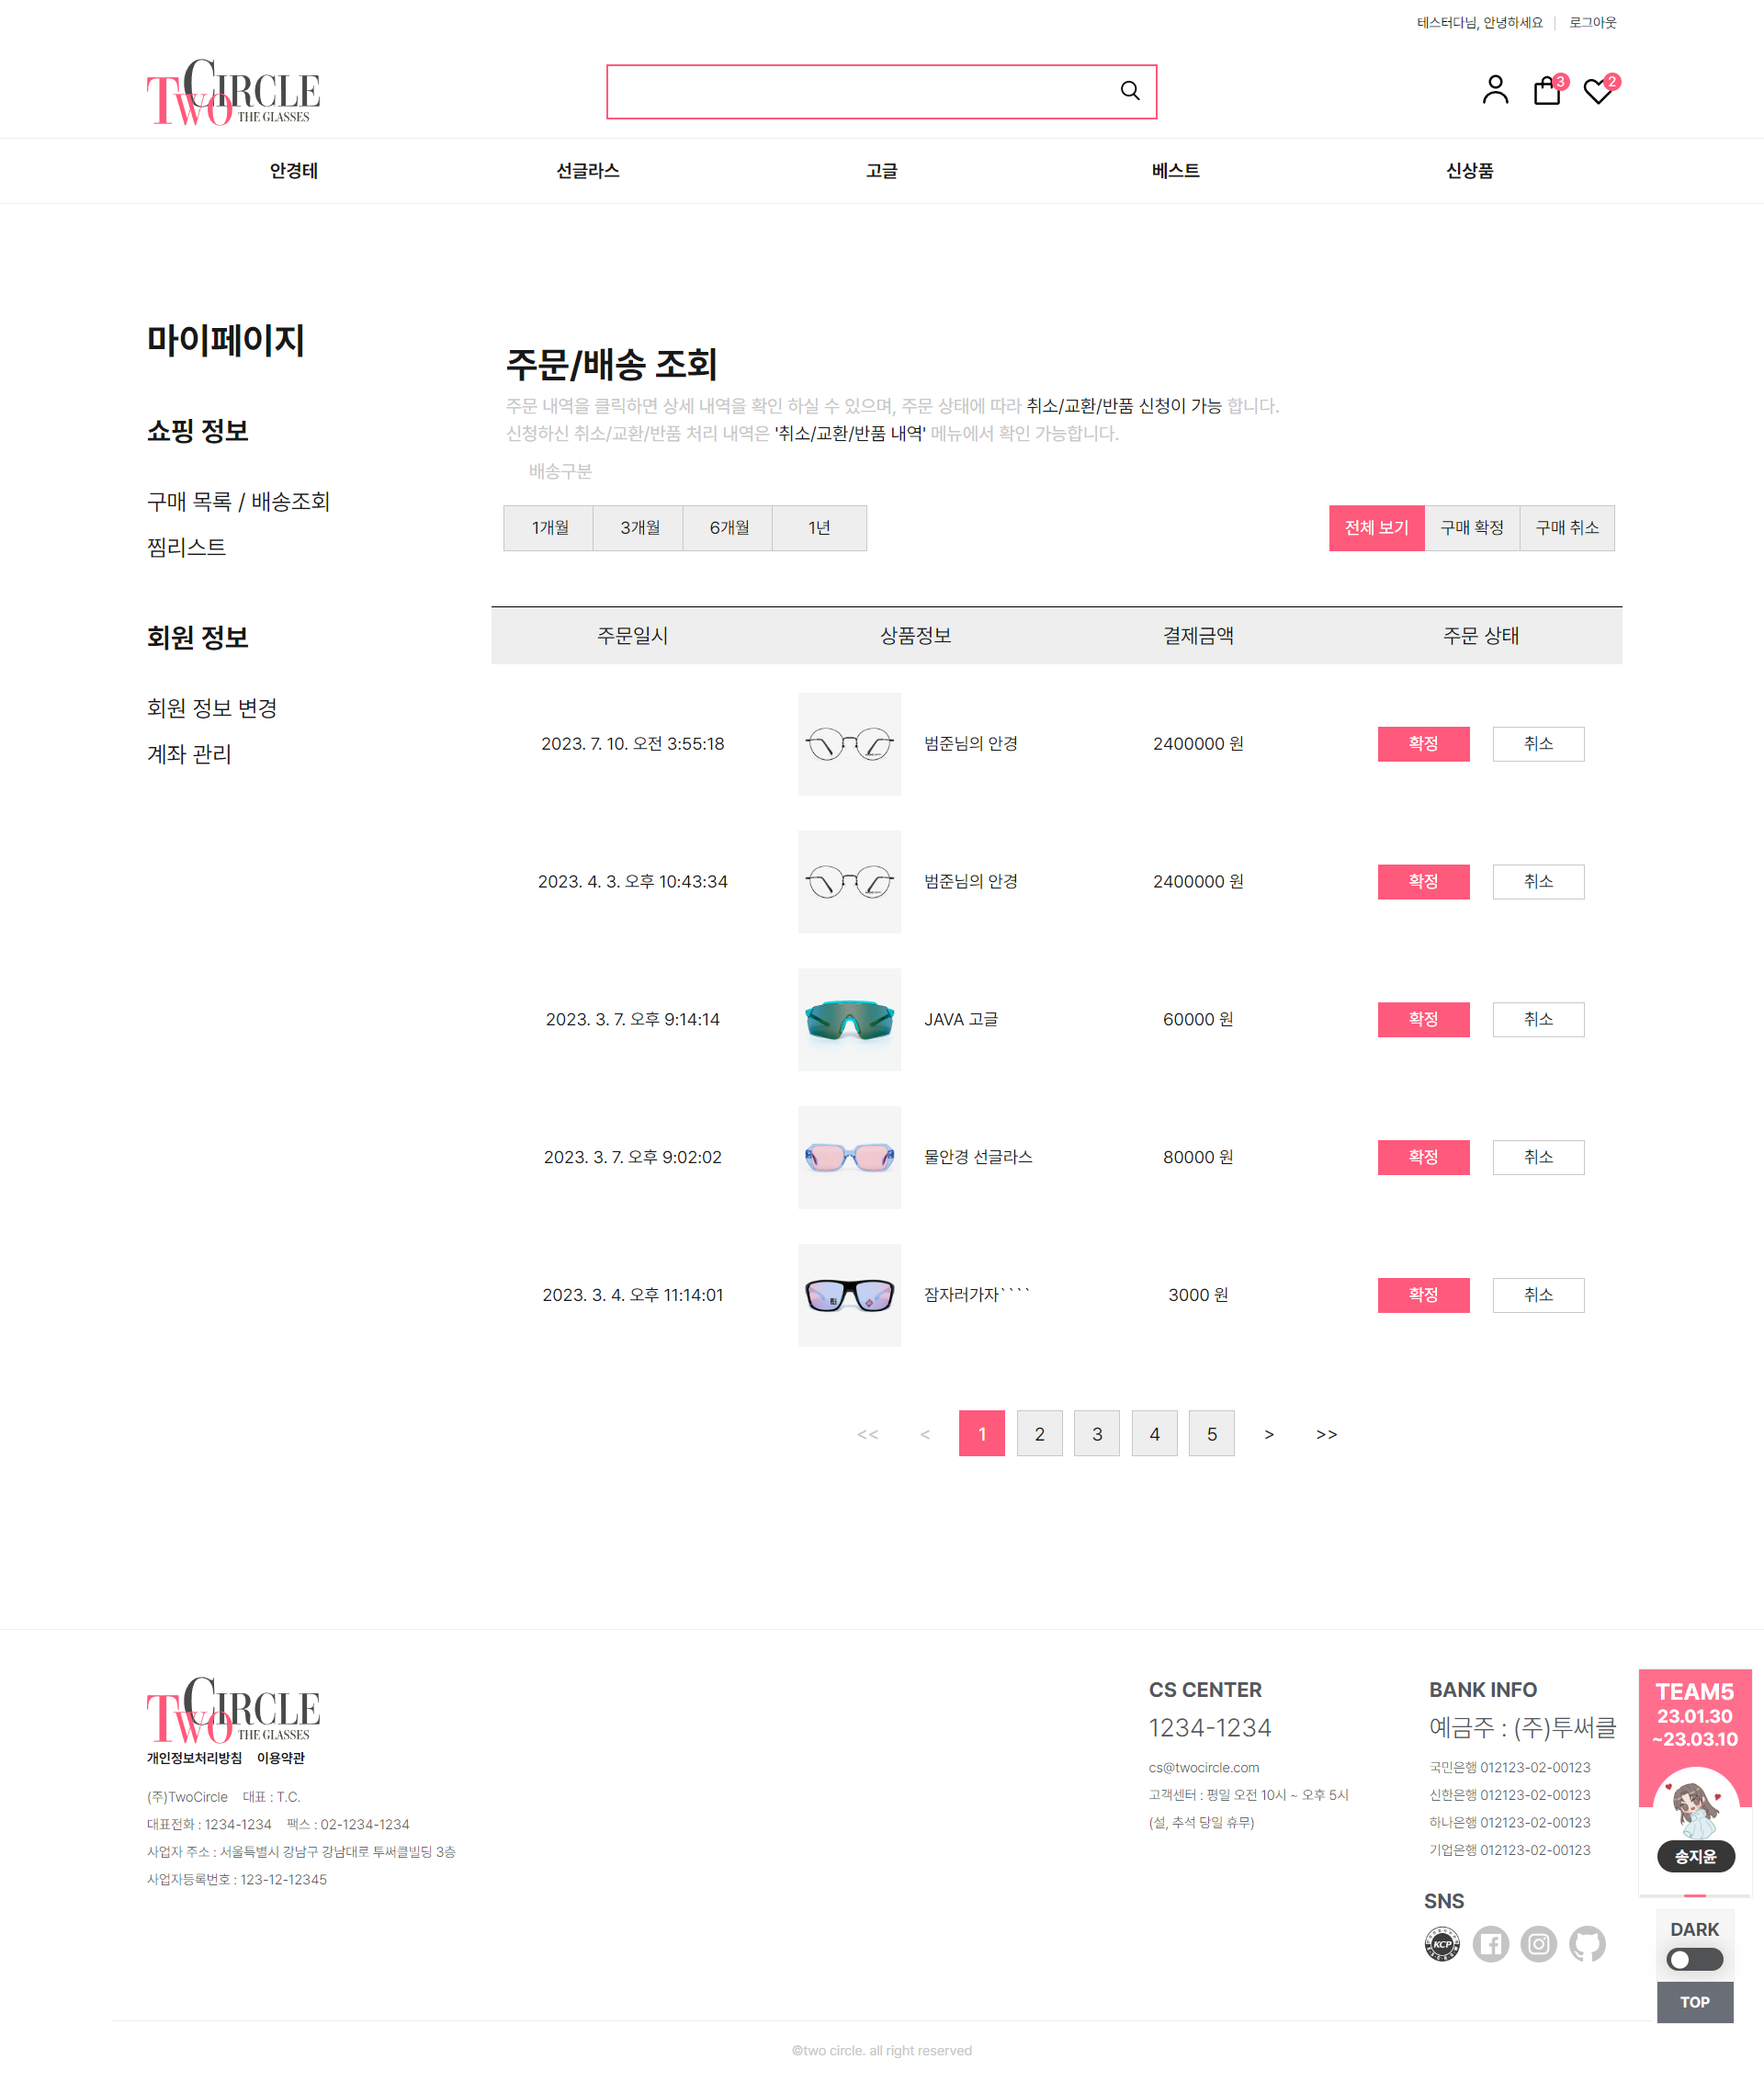 테스터다님, 안녕하세요 | 로그아웃
TWO CIRCLE
THE GLASSES
3
2
안경테 선글라스 고글 베스트 신상품
마이페이지
쇼핑 정보
구매 목록 / 배송조회
찜리스트
회원 정보
회원 정보 변경
계좌 관리
주문/배송 조회
주문 내역을 클릭하면 상세 내역을 확인 하실 수 있으며, 주문 상태에 따라 취소/교환/반품 신청이 가능 합니다.
신청하신 취소/교환/반품 처리 내역은 '취소/교환/반품 내역' 메뉴에서 확인 가능합니다.
배송구분
1개월 3개월 6개월 1년 전체 보기 구매 확정 구매 취소
주문일시 상품정보 결제금액 주문 상태
2023. 7. 10. 오전 3:55:18 범준님의 안경 2400000 원 확정 취소
2023. 4. 3. 오후 10:43:34 범준님의 안경 2400000 원 확정 취소
2023. 3. 7. 오후 9:14:14 JAVA 고글 60000 원 확정 취소
2023. 3. 7. 오후 9:02:02 물안경 선글라스 80000 원 확정 취소
2023. 3. 4. 오후 11:14:01 잠자러가자```` 3000 원 확정 취소
<< < 1 2 3 4 5 > >>
TWO CIRCLE
THE GLASSES
개인정보처리방침 이용약관
(주)TwoCircle 대표 : T.C.
대표전화 : 1234-1234 팩스 : 02-1234-1234
사업자 주소 : 서울특별시 강남구 강남대로 투써클빌딩 3층
사업자등록번호 : 123-12-12345
CS CENTER
1234-1234
cs@twocircle.com
고객센터 : 평일 오전 10시 ~ 오후 5시
(설, 추석 당일 휴무)
BANK INFO
예금주 : (주)투써클
국민은행 012123-02-00123
신한은행 012123-02-00123
하나은행 012123-02-00123
기업은행 012123-02-00123
SNS
KCP
TEAM5
23.01.30
~23.03.10
송지윤
DARK
TOP
©two circle. all right reserved